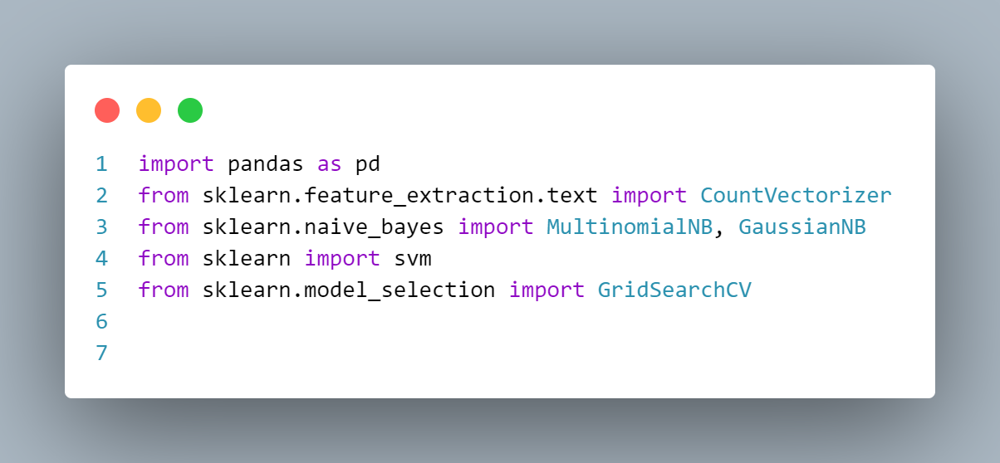 1 import pandas as pd
2 from sklearn.feature_extraction.text import CountVectorizer
3 from sklearn.naive_bayes import MultinomialNB, GaussianNB
4 from sklearn import svm
5 from sklearn.model_selection import GridSearchCV
6
7